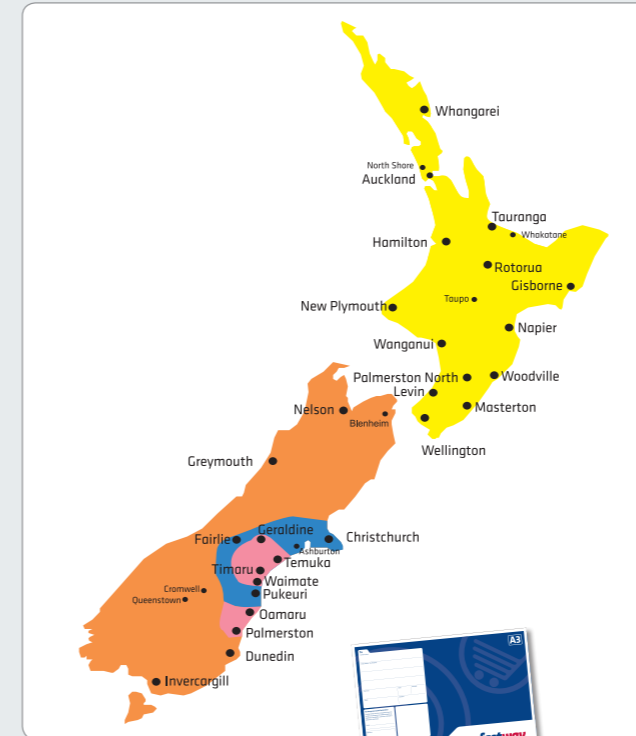 Whangarei
North Shore
Auckland
Tauranga
Whakatane
Hamilton
Rotorua
Gisborne
Taupo
New Plymouth
Napier
Wanganui
Palmerston North
Woodville
Levin
Masterton
Nelson
Blenheim
Wellington
Greymouth
Geraldine
Fairlie
Christchurch
Ashburton
Temuka
Timaru
Waimate
Cromwell
Pukeuri
Queenstown
Oamaru
Palmerston
A3
Dunedin
Invercargill